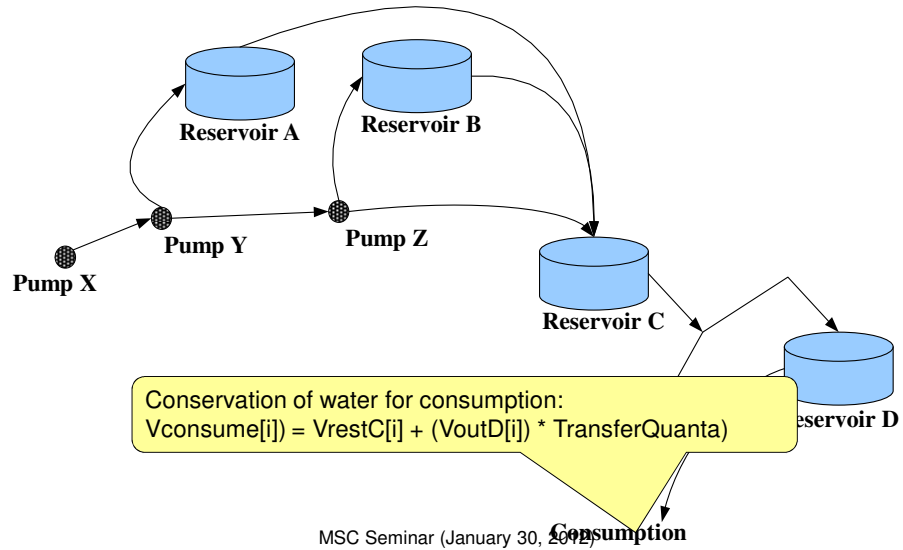 Reservoir A
Reservoir B
Pump Y
Pump Z
Pump X
Reservoir C
Conservation of water for consumption:
Vconsume[i]) = VrestC[i] + (VoutD[i]) * TransferQuanta)
eservoir D
Consumption
MSC Seminar (January 30, 2012)